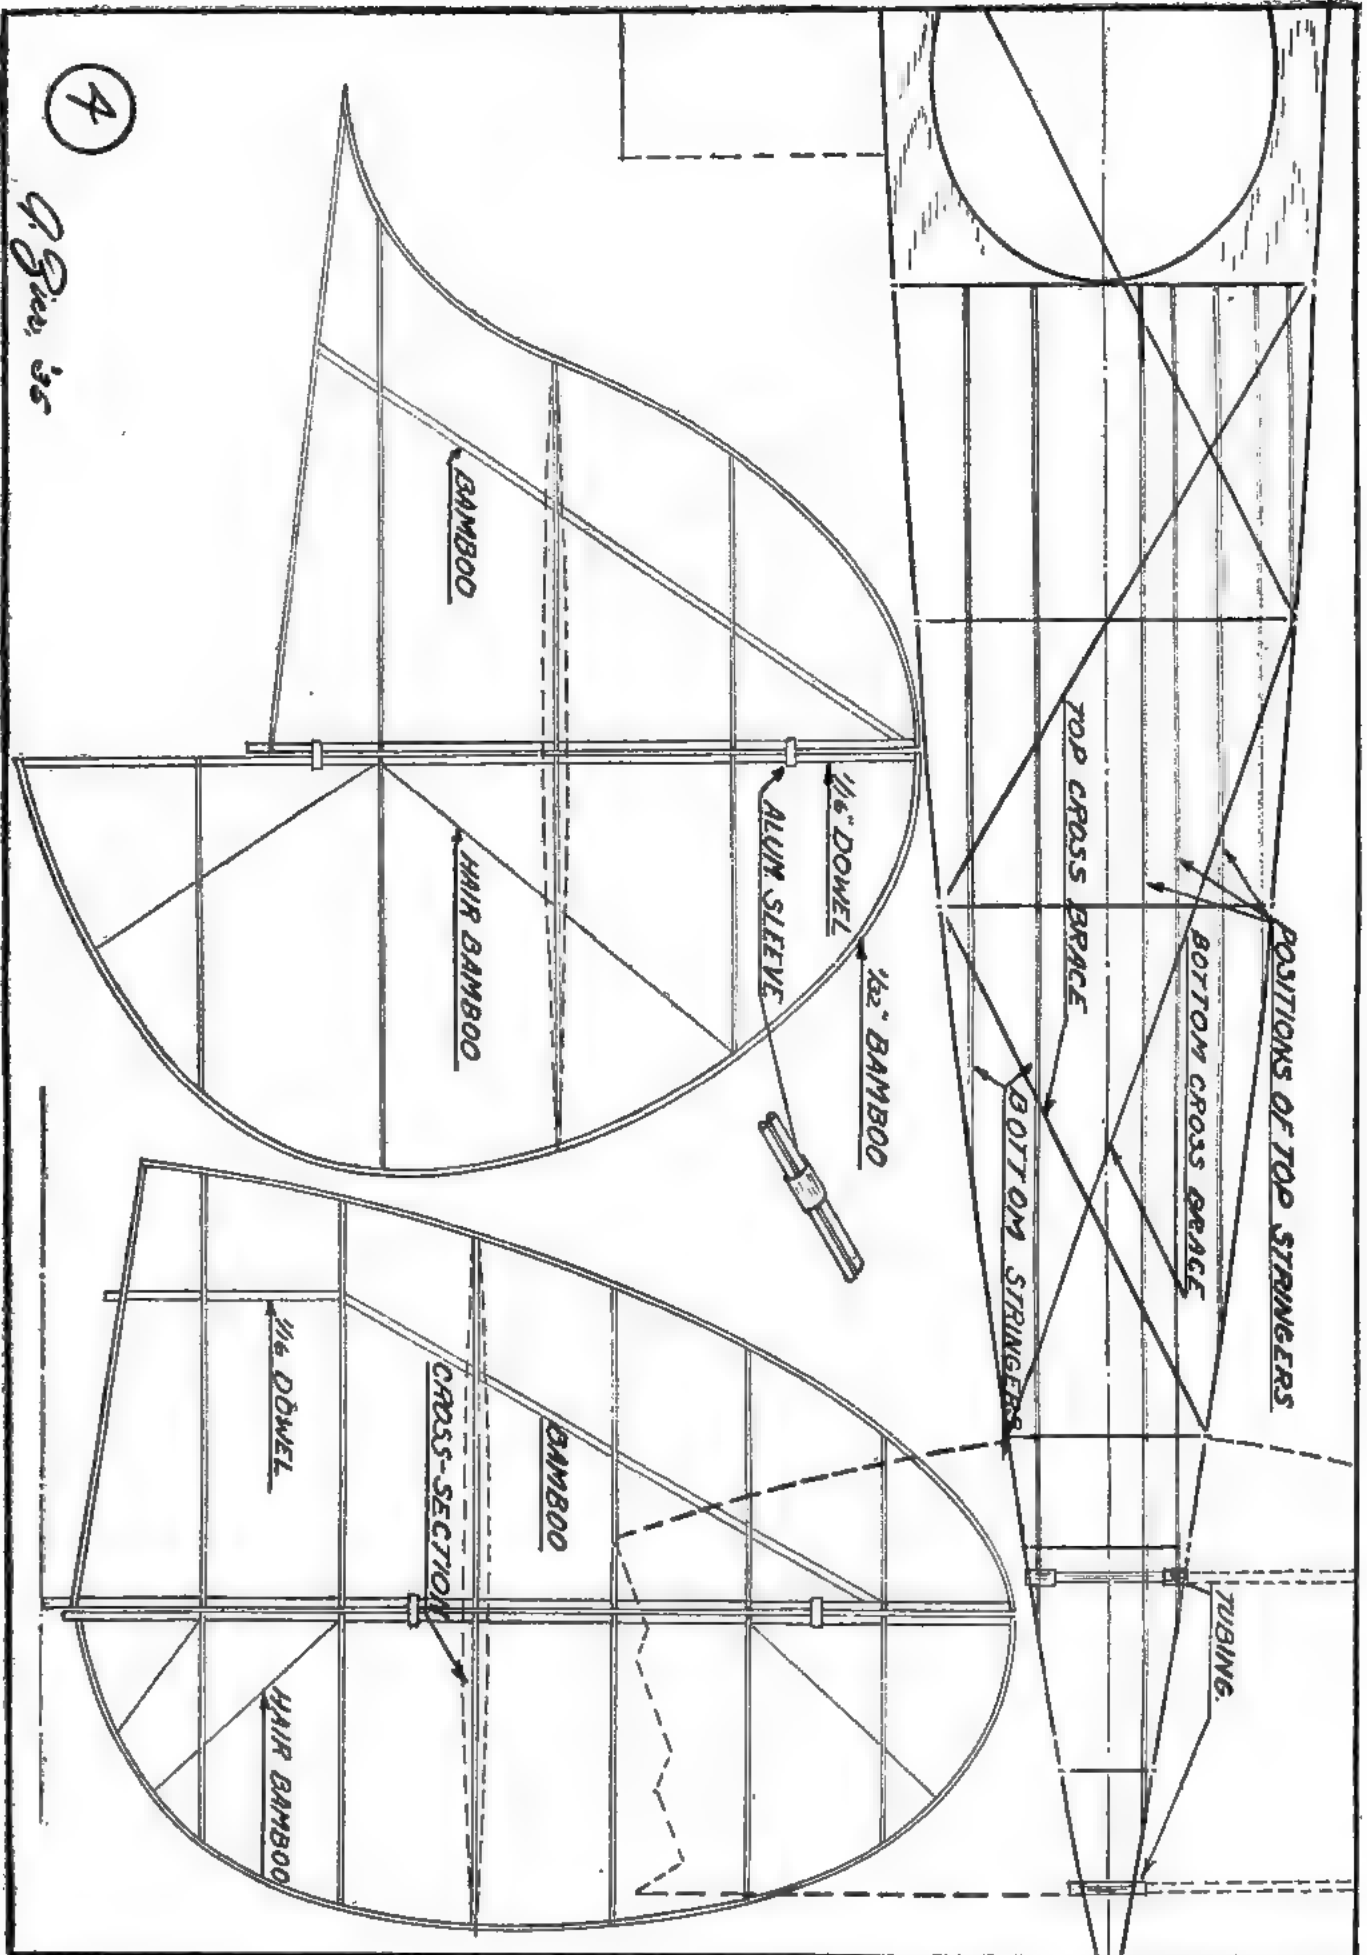 POSITIONS OF TOP STRINGERS
BOTTOM CROSS BRACE
TOP CROSS BRACE
BOTTOM STRINGERS
TUBING.
1/32" BAMBOO
1/16" DOWEL
ALUM SLEEVE
BAMBOO
HAIR BAMBOO
BAMBOO
CROSS-SECTION
1/16 DOWEL
HAIR BAMBOO
4